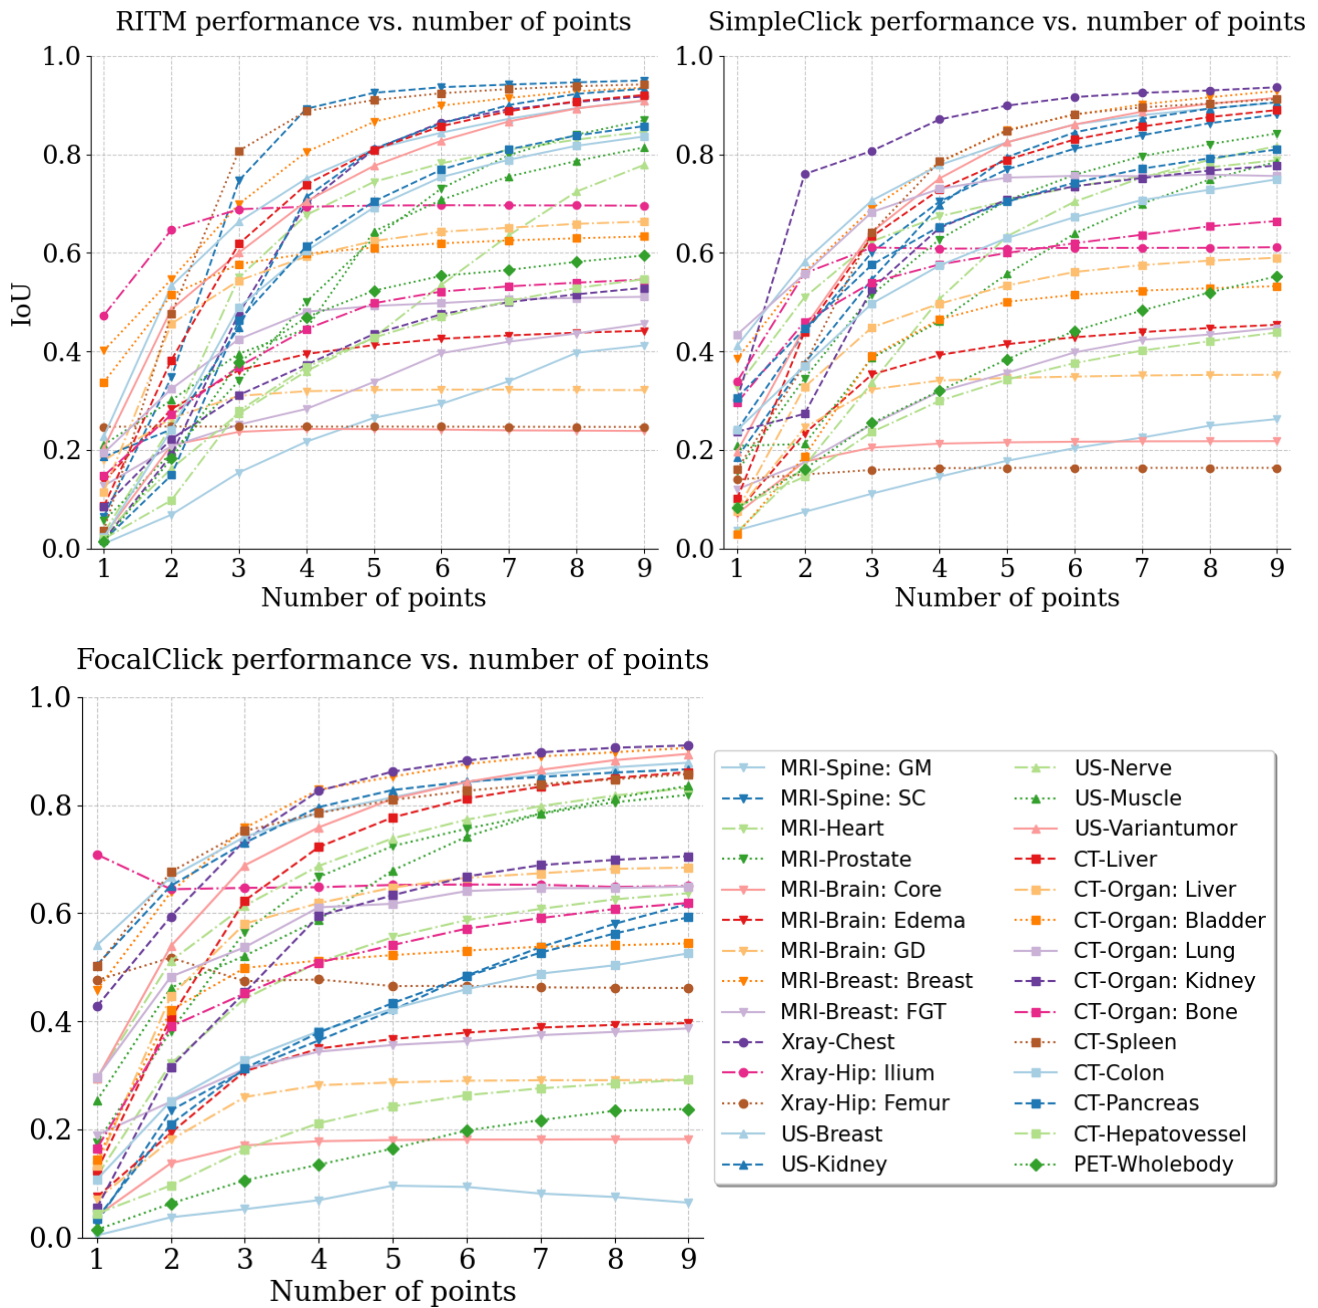 RITM performance vs. number of points
1.0
0.8
0.6
0.4
0.2
0.0
IoU
1 2 3 4 5 6 7 8 9
Number of points
SimpleClick performance vs. number of points
1.0
0.8
0.6
0.4
0.2
0.0
1 2 3 4 5 6 7 8 9
Number of points
FocalClick performance vs. number of points
1.0
0.8
0.6
0.4
0.2
0.0
1 2 3 4 5 6 7 8 9
Number of points
MRI-Spine: GM
MRI-Spine: SC
MRI-Heart
MRI-Prostate
MRI-Brain: Core
MRI-Brain: Edema
MRI-Brain: GD
MRI-Breast: Breast
MRI-Breast: FGT
Xray-Chest
Xray-Hip: Ilium
Xray-Hip: Femur
US-Breast
US-Kidney
US-Nerve
US-Muscle
US-Variantumor
CT-Liver
CT-Organ: Liver
CT-Organ: Bladder
CT-Organ: Lung
CT-Organ: Kidney
CT-Organ: Bone
CT-Spleen
CT-Colon
CT-Pancreas
CT-Hepatovessel
PET-Wholebody